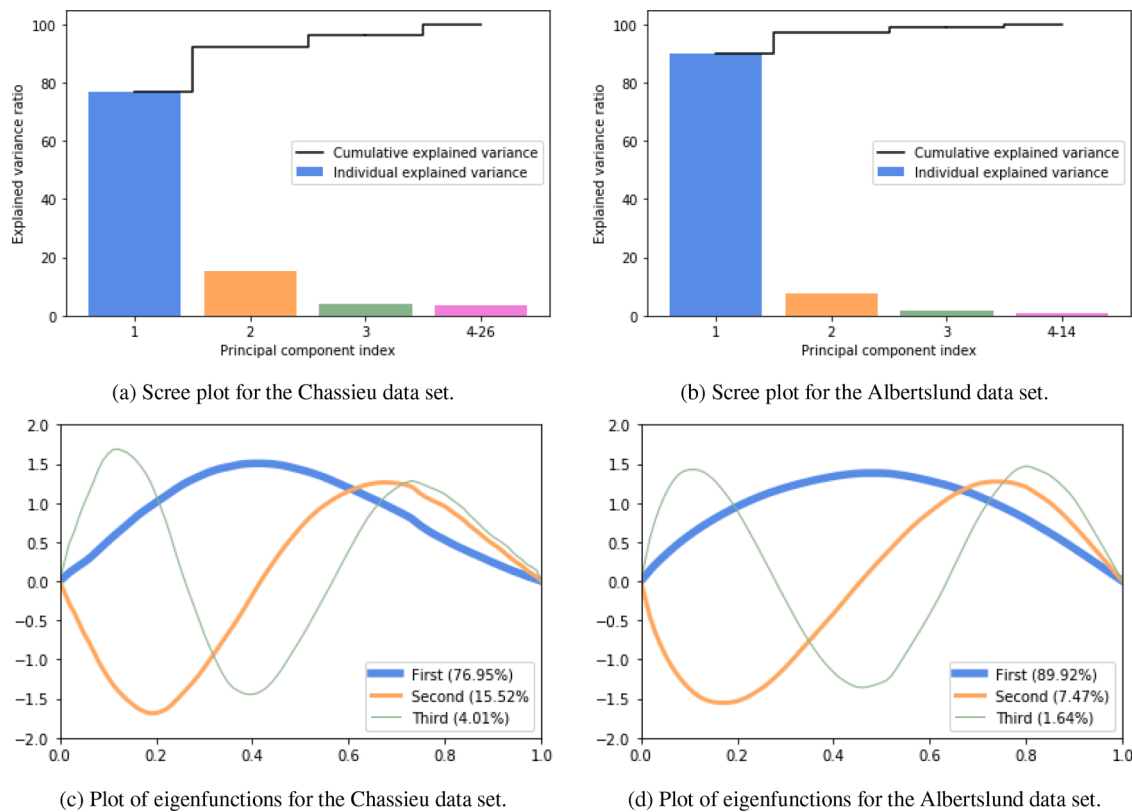 100
80
60
40
20
0
Explained variance ratio
Cumulative explained variance
Individual explained variance
1 2 3 4-26
Principal component index
(a) Scree plot for the Chassieu data set.
100
80
60
40
20
0
Explained variance ratio
Cumulative explained variance
Individual explained variance
1 2 3 4-14
Principal component index
(b) Scree plot for the Albertslund data set.
2.0
1.5
1.0
0.5
0.0
−0.5
−1.0
−1.5
−2.0
First (76.95%)
Second (15.52%
Third (4.01%)
0.0 0.2 0.4 0.6 0.8 1.0
(c) Plot of eigenfunctions for the Chassieu data set.
2.0
1.5
1.0
0.5
0.0
−0.5
−1.0
−1.5
−2.0
First (89.92%)
Second (7.47%)
Third (1.64%)
0.0 0.2 0.4 0.6 0.8 1.0
(d) Plot of eigenfunctions for the Albertslund data set.